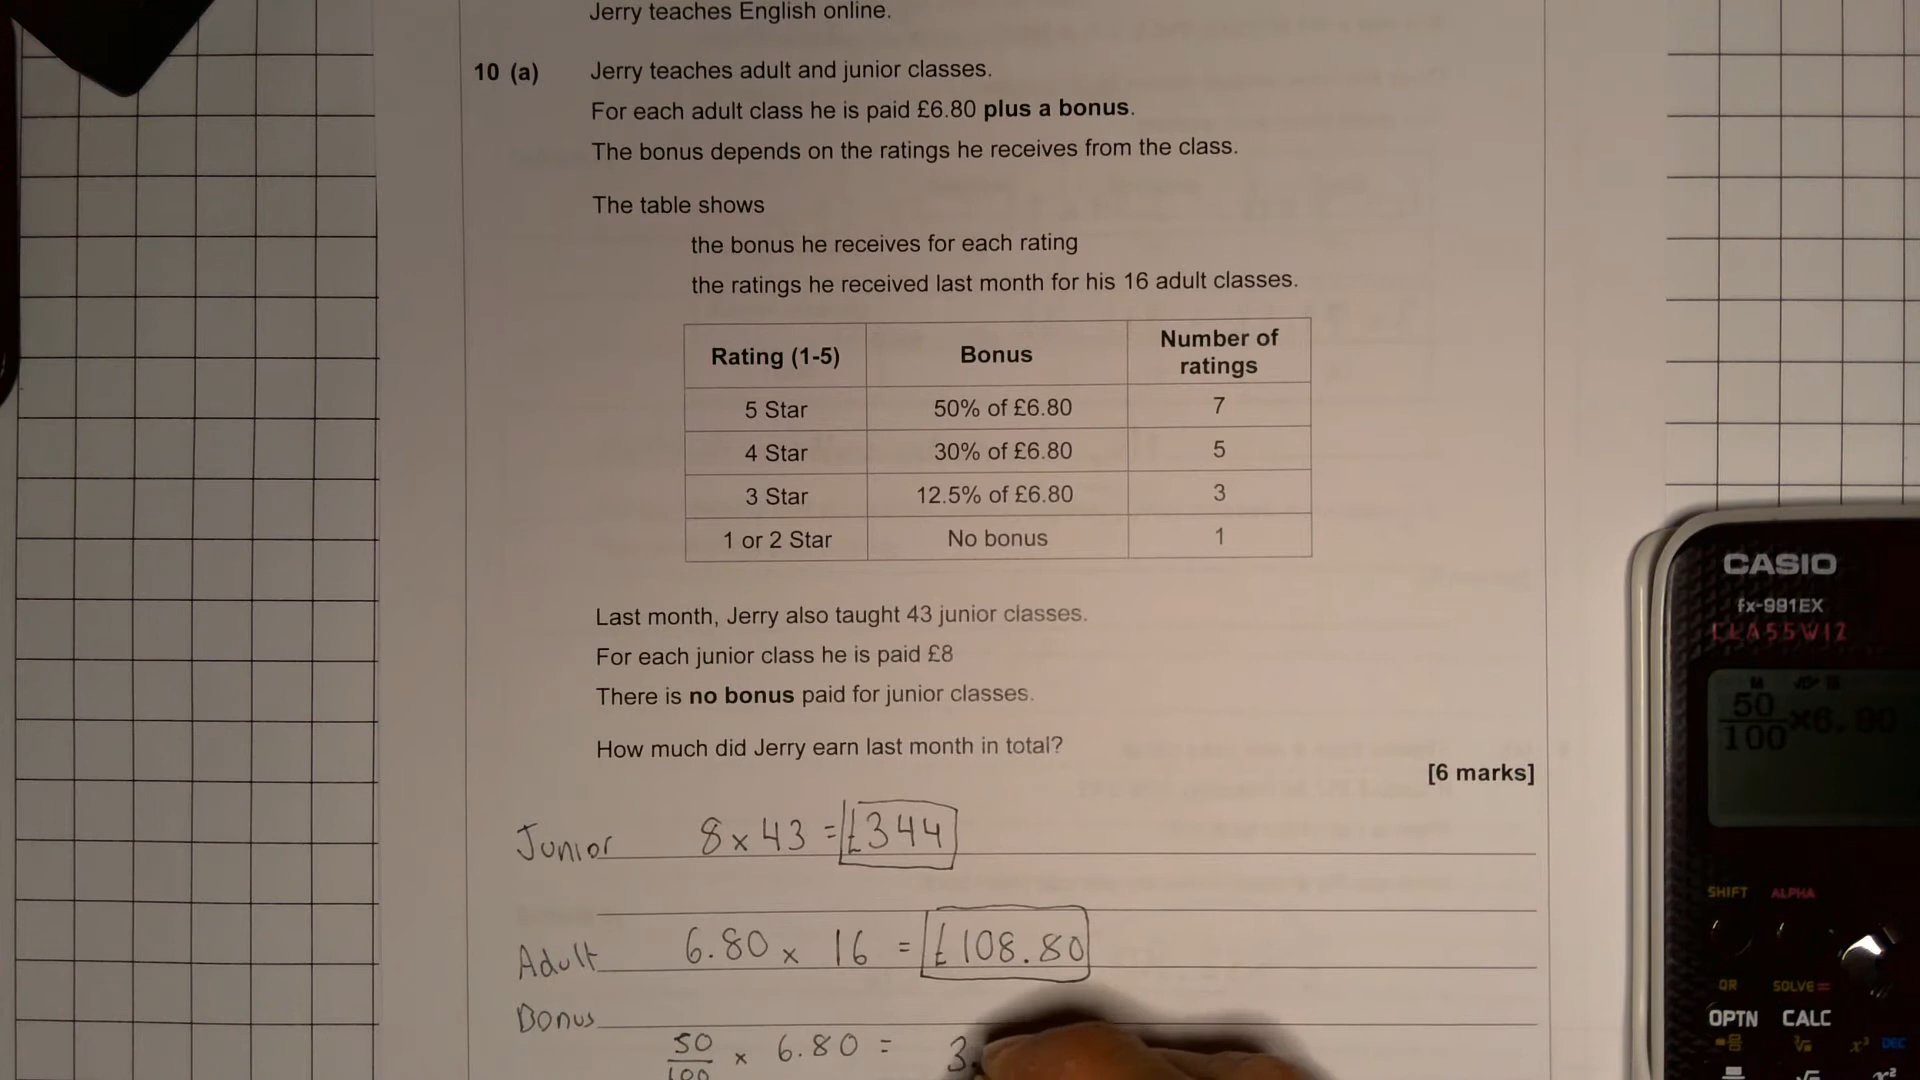 Jerry teaches English online.
10 (a) Jerry teaches adult and junior classes.
For each adult class he is paid £6.80 plus a bonus.
The bonus depends on the ratings he receives from the class.
The table shows
the bonus he receives for each rating
the ratings he received last month for his 16 adult classes.
Rating (1-5) Bonus Number of ratings
5 Star 50% of £6.80 7
4 Star 30% of £6.80 5
3 Star 12.5% of £6.80 3
1 or 2 Star No bonus 1
Last month, Jerry also taught 43 junior classes.
For each junior class he is paid £8
There is no bonus paid for junior classes.
How much did Jerry earn last month in total?
[6 marks]
Junior 8 x 43 = £344
Adult 6.80 x 16 = £108.80
Bonus
50/100 x 6.80 = 3.
CASIO
fx-991EX
CLASSWIZ
50/100×6.80
SHIFT ALPHA
QR SOLVE =
OPTN CALC